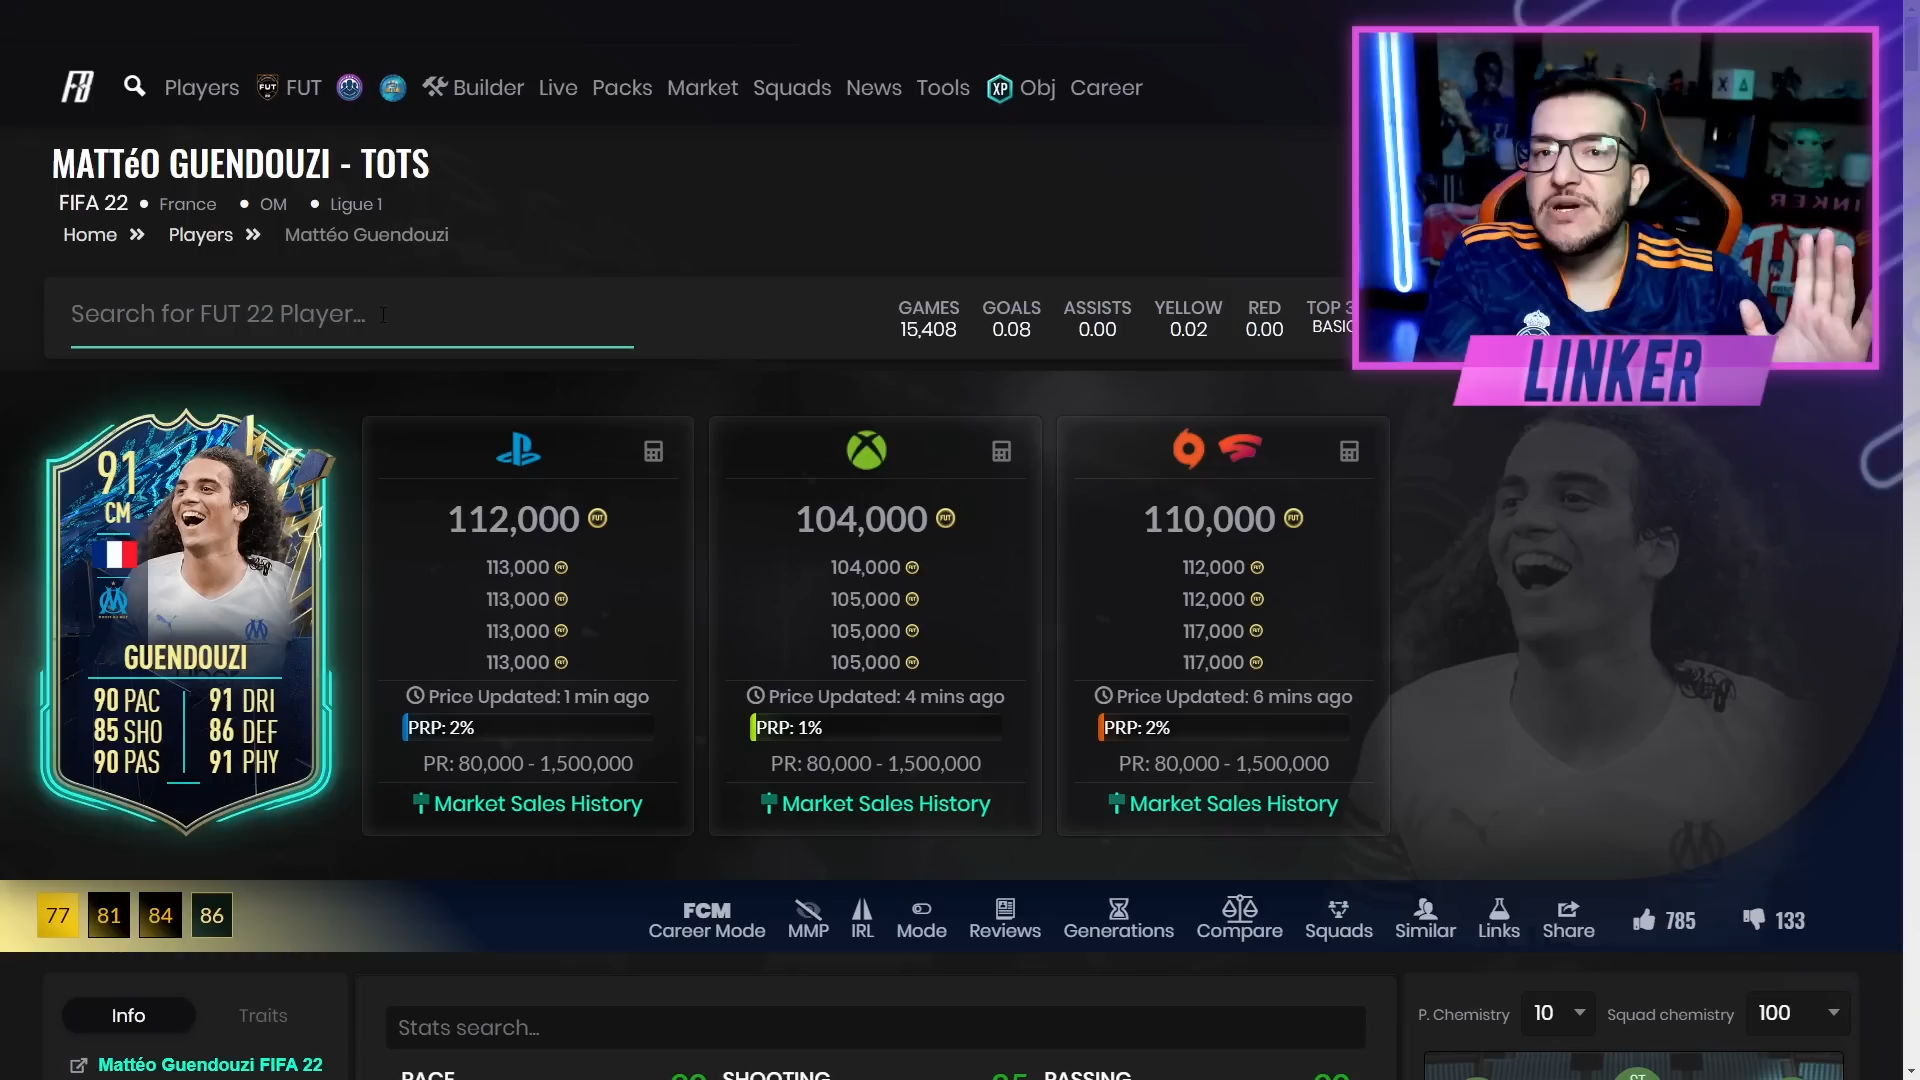 Players FUT Builder Live Packs Market Squads News Tools XP Obj Career
MATTéO GUENDOUZI - TOTS
FIFA 22 • France • OM • Ligue 1
Home » Players » Mattéo Guendouzi
Search for FUT 22 Player...
GAMES GOALS ASSISTS YELLOW RED TOP 3
15,408 0.08 0.00 0.02 0.00 BASIC
LINKER
91
CM
GUENDOUZI
90 PAC 91 DRI
85 SHO 86 DEF
90 PAS 91 PHY
112,000
113,000
113,000
113,000
113,000
Price Updated: 1 min ago
PRP: 2%
PR: 80,000 - 1,500,000
Market Sales History
104,000
104,000
105,000
105,000
105,000
Price Updated: 4 mins ago
PRP: 1%
PR: 80,000 - 1,500,000
Market Sales History
110,000
112,000
112,000
117,000
117,000
Price Updated: 6 mins ago
PRP: 2%
PR: 80,000 - 1,500,000
Market Sales History
77 81 84 86
FCM
Career Mode MMP IRL Mode Reviews Generations Compare Squads Similar Links Share 785 133
Info Traits
Mattéo Guendouzi FIFA 22
Stats search...
P. Chemistry 10 Squad chemistry 100
PACE SHOOTING PASSING
ST